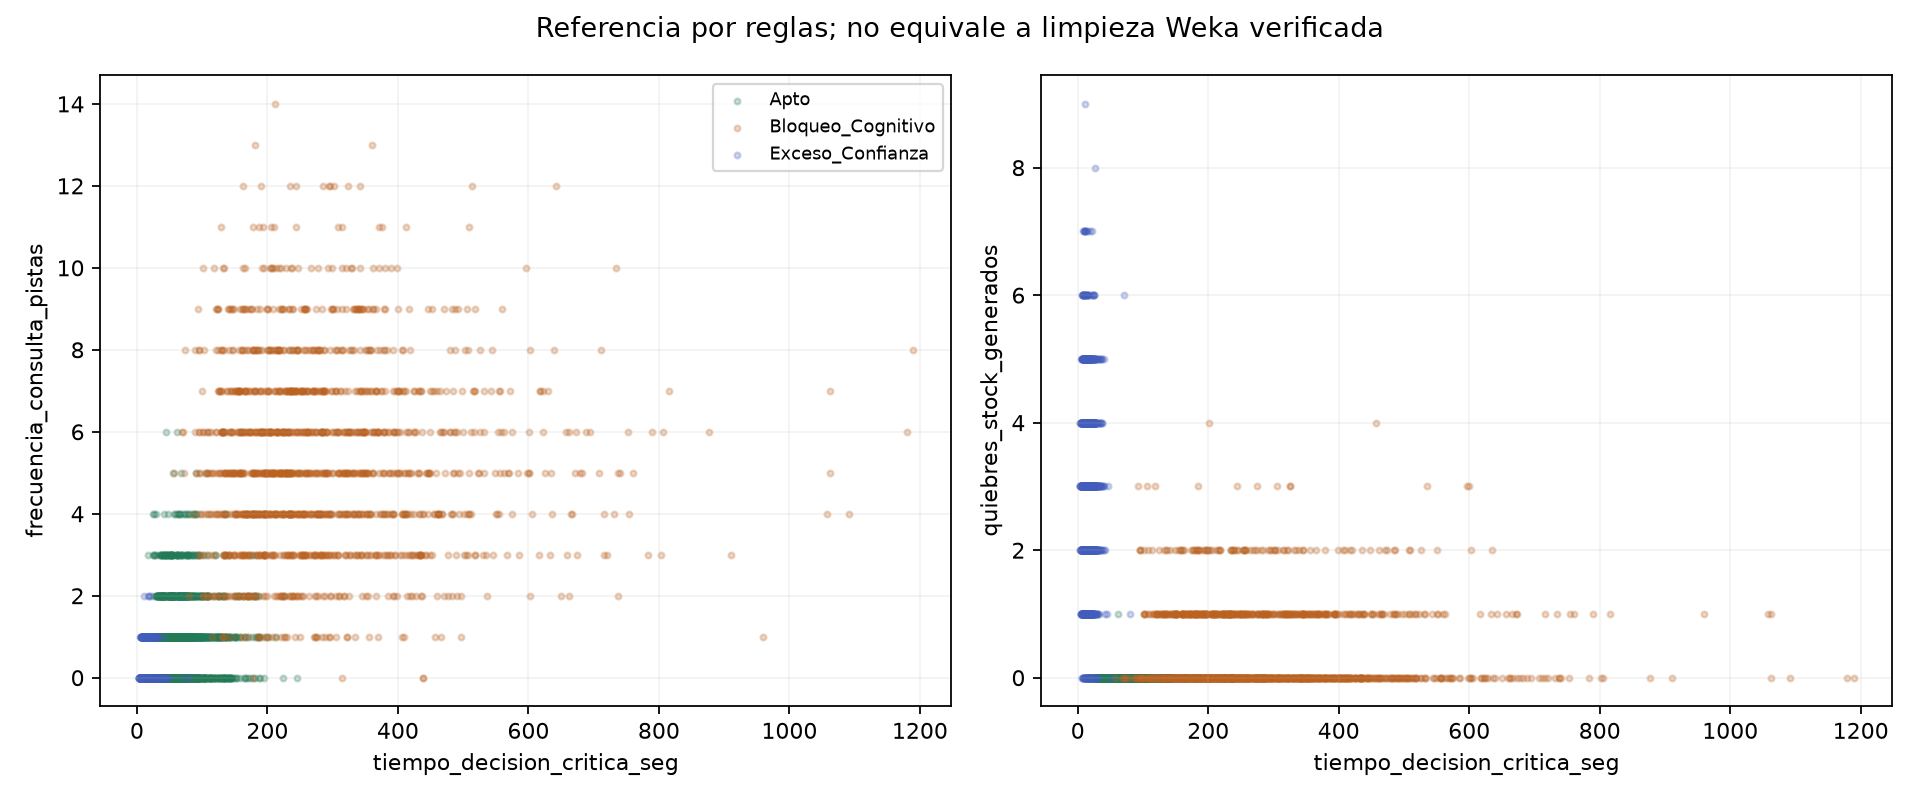 Referencia por reglas; no equivale a limpieza Weka verificada
frecuencia_consulta_pistas
14
12
10
8
6
4
2
0
Apto
Bloqueo_Cognitivo
Exceso_Confianza
0 200 400 600 800 1000 1200
tiempo_decision_critica_seg
quiebres_stock_generados
8
6
4
2
0
0 200 400 600 800 1000 1200
tiempo_decision_critica_seg